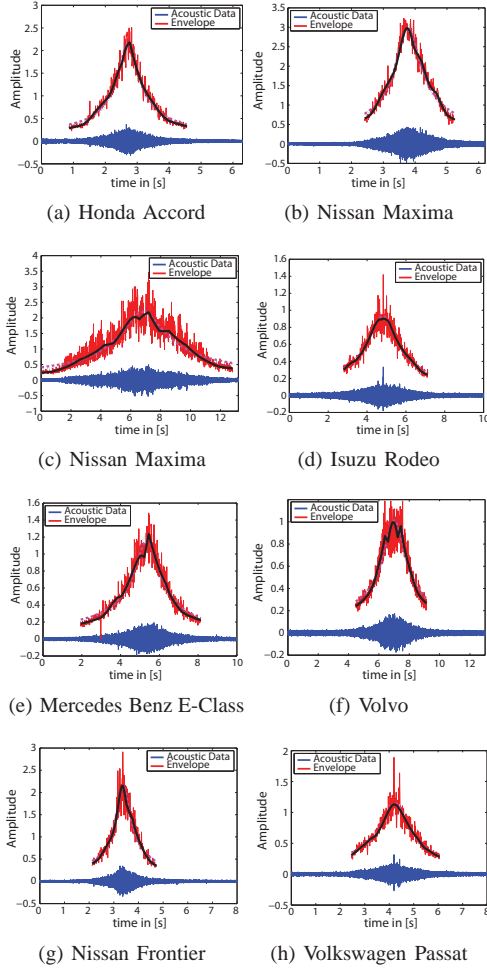 3.5
3
2.5
2
1.5
1
0.5
0
−0.5
Amplitude
Acoustic Data
Envelope
0 1 2 3 4 5 6
time in [s]
(a) Honda Accord
3.5
3
2.5
2
1.5
1
0.5
0
−0.5
Amplitude
Acoustic Data
Envelope
0 1 2 3 4 5 6
time in [s]
(b) Nissan Maxima
4
3.5
3
2.5
2
1.5
1
0.5
0
−0.5
−1
Amplitude
Acoustic Data
Envelope
0 2 4 6 8 10 12
time in [s]
(c) Nissan Maxima
1.6
1.4
1.2
1
0.8
0.6
0.4
0.2
0
−0.2
Amplitude
Acoustic Data
Envelope
0 2 4 6 8 10
time in [s]
(d) Isuzu Rodeo
1.6
1.4
1.2
1
0.8
0.6
0.4
0.2
0
−0.2
Amplitude
Acoustic Data
Envelope
0 2 4 6 8 10
time in [s]
(e) Mercedes Benz E-Class
1.2
1
0.8
0.6
0.4
0.2
0
−0.2
Amplitude
Acoustic Data
Envelope
0 2 4 6 8 10 13
time in [s]
(f) Volvo
3
2.5
2
1.5
1
0.5
0
−0.5
Amplitude
Acoustic Data
Envelope
0 1 2 3 4 5 6 7 8
time in [s]
(g) Nissan Frontier
2
1.5
1
0.5
0
−0.5
Amplitude
Acoustic Data
Envelope
0 1 2 3 4 5 6 7 8
time in [s]
(h) Volkswagen Passat